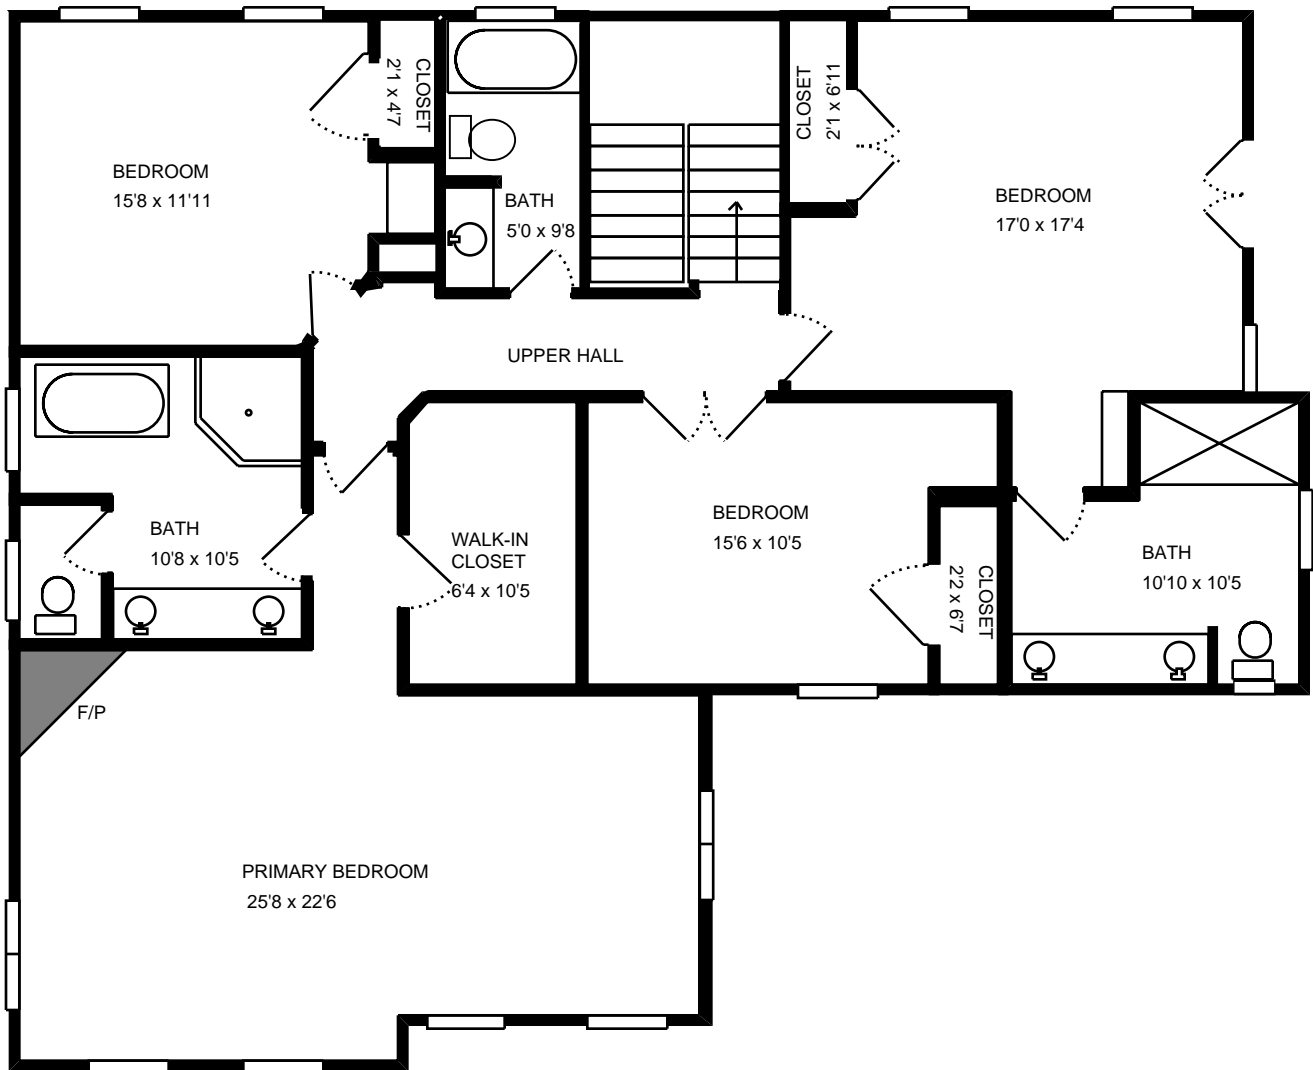 BEDROOM
15'8 x 11'11
CLOSET
2'1 x 4'7
BATH
5'0 x 9'8
CLOSET
2'1 x 6'11
BEDROOM
17'0 x 17'4
UPPER HALL
BATH
10'8 x 10'5
WALK-IN
CLOSET
6'4 x 10'5
BEDROOM
15'6 x 10'5
CLOSET
2'2 x 6'7
BATH
10'10 x 10'5
F/P
PRIMARY BEDROOM
25'8 x 22'6